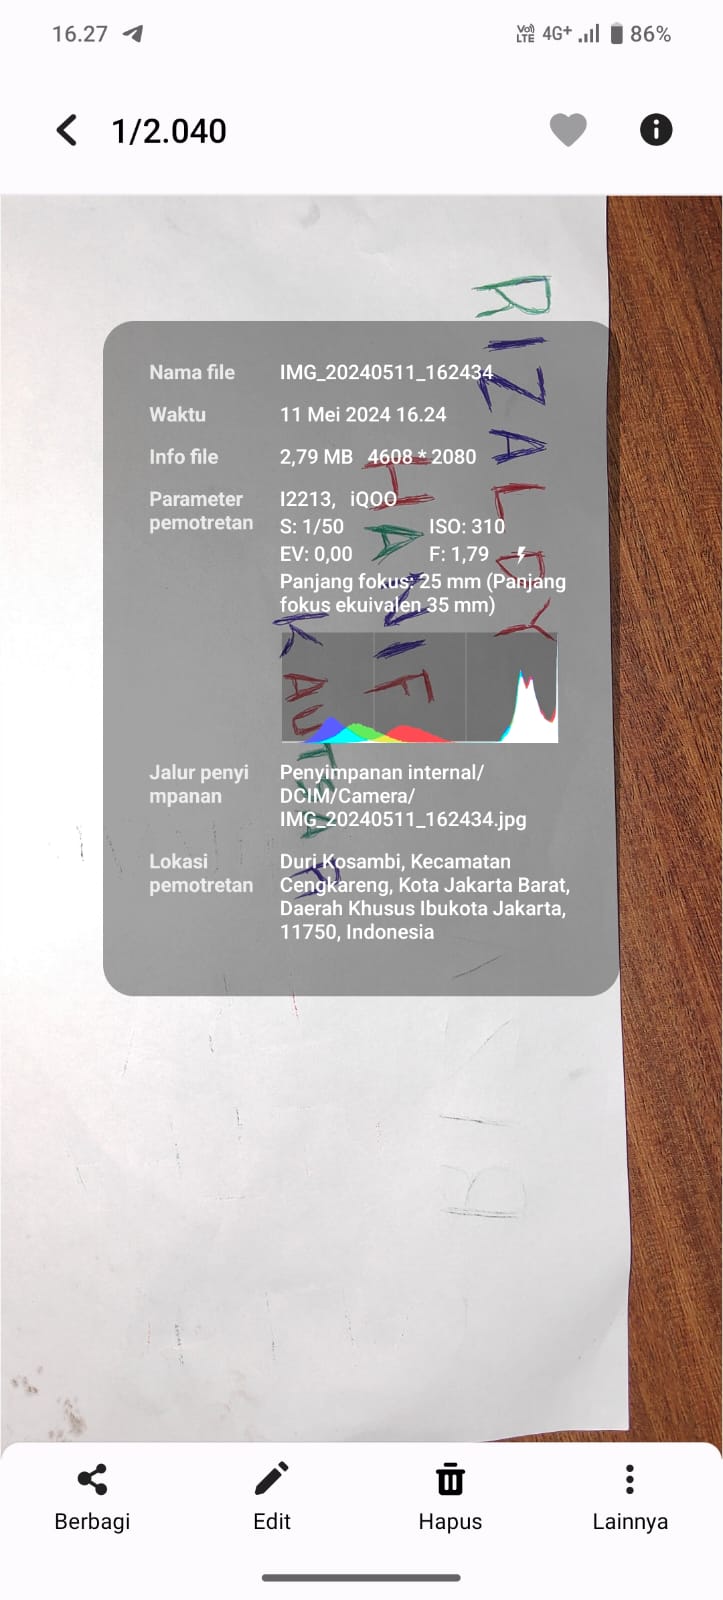 16.27
Vo)) LTE 4G+ 86%
1/2.040
RIZALDY
HANIF
KAUTSAR
Nama file IMG_20240511_162434
Waktu 11 Mei 2024 16.24
Info file 2,79 MB 4608 * 2080
Parameter pemotretan I2213, iQOO
S: 1/50 ISO: 310
EV: 0,00 F: 1,79
Panjang fokus: 25 mm (Panjang
fokus ekuivalen 35 mm)
Jalur penyi
mpanan
Penyimpanan internal/
DCIM/Camera/
IMG_20240511_162434.jpg
Lokasi
pemotretan
Duri Kosambi, Kecamatan
Cengkareng, Kota Jakarta Barat,
Daerah Khusus Ibukota Jakarta,
11750, Indonesia
Berbagi Edit Hapus Lainnya